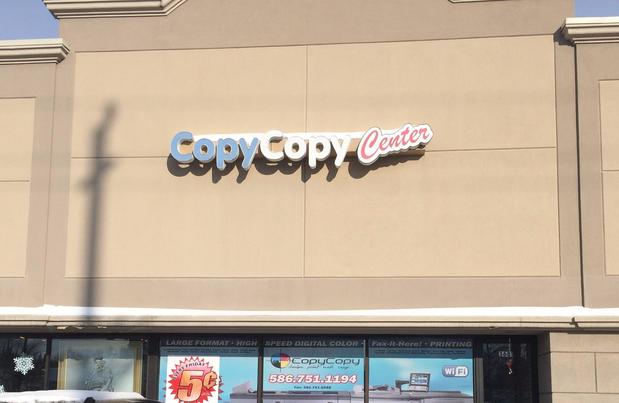 CopyCopy Center
LARGE FORMAT • HIGH SPEED DIGITAL COLOR • Fax-It-Here! • PRINTING
CopyCopy
586.751.1194
5¢
WiFi